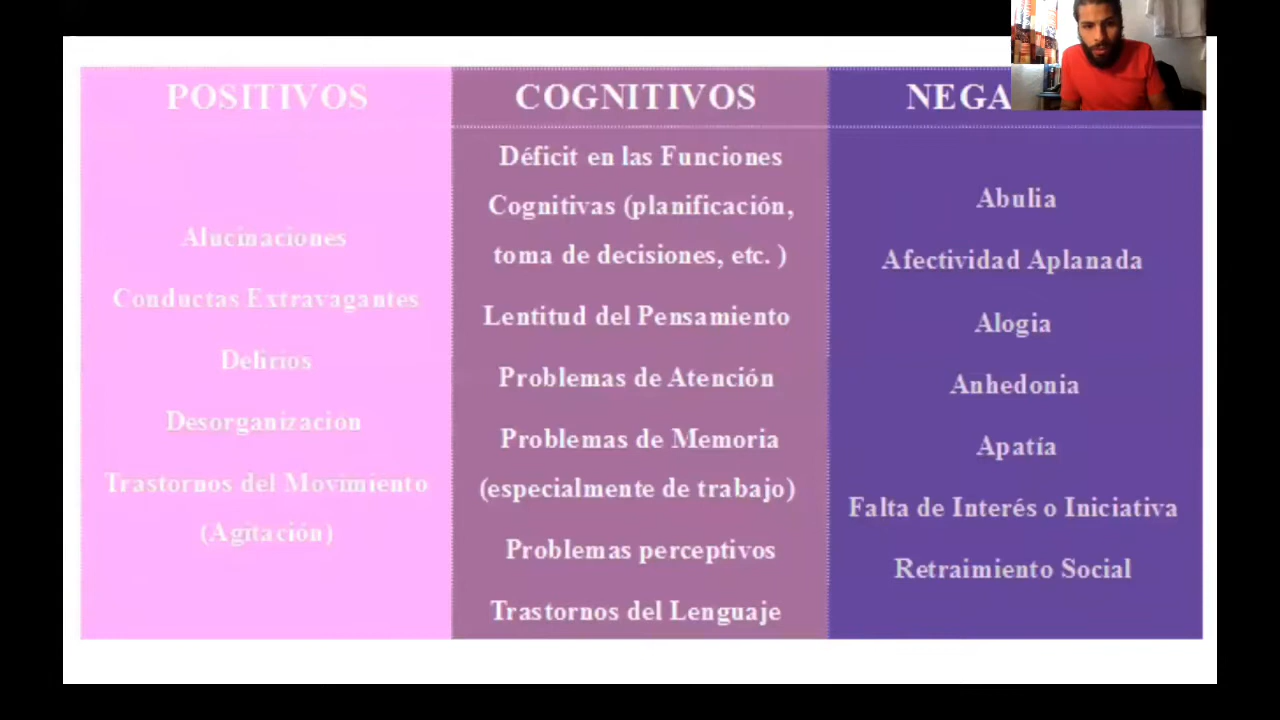 POSITIVOS
Alucinaciones
Conductas Extravagantes
Delirios
Desorganización
Trastornos del Movimiento
(Agitación)
COGNITIVOS
Déficit en las Funciones
Cognitivas (planificación,
toma de decisiones, etc. )
Lentitud del Pensamiento
Problemas de Atención
Problemas de Memoria
(especialmente de trabajo)
Problemas perceptivos
Trastornos del Lenguaje
NEGA
Abulia
Afectividad Aplanada
Alogia
Anhedonia
Apatía
Falta de Interés o Iniciativa
Retraimiento Social